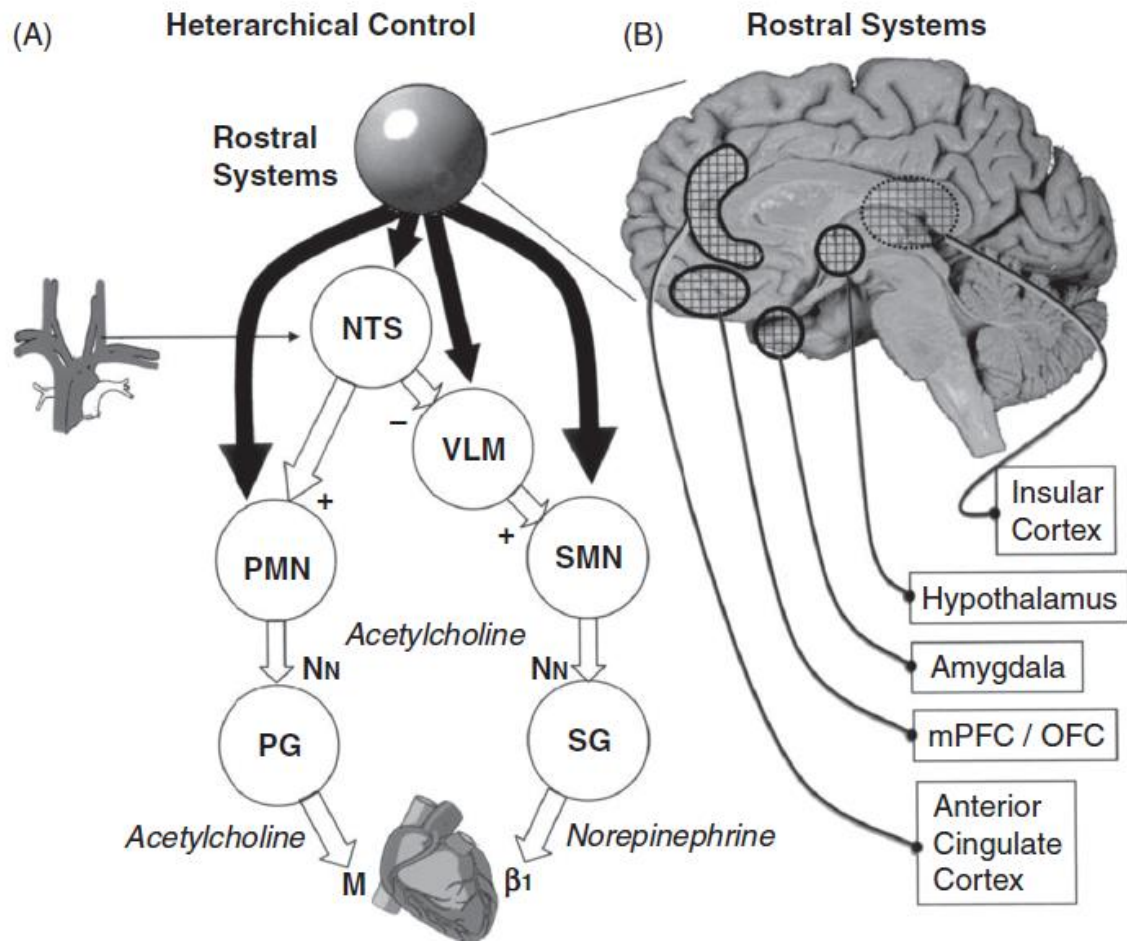 (A)
Heterarchical Control
Rostral
Systems
NTS
–
VLM
+
+
PMN
SMN
Acetylcholine
NN
NN
PG
SG
Acetylcholine
Norepinephrine
M
β1
(B)
Rostral Systems
Insular
Cortex
Hypothalamus
Amygdala
mPFC / OFC
Anterior
Cingulate
Cortex